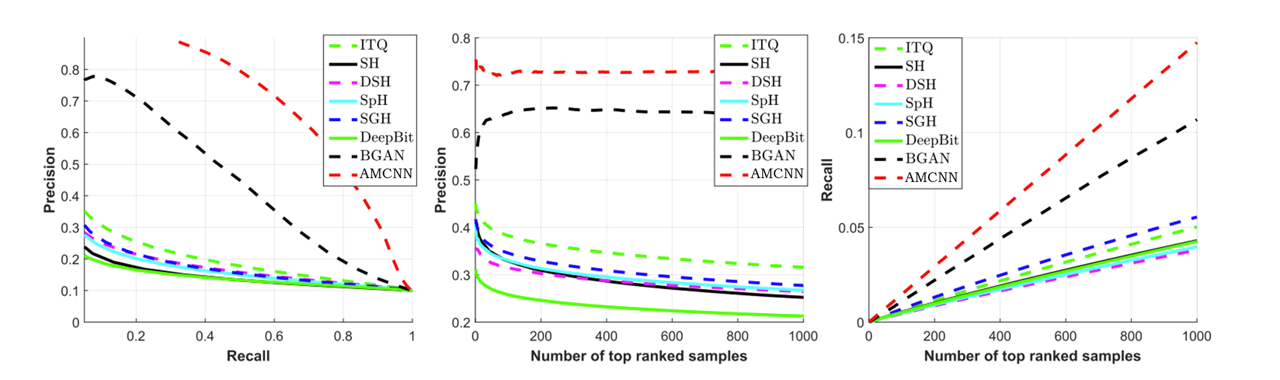 Precision
0.8
0.7
0.6
0.5
0.4
0.3
0.2
0.1
0
0.2
0.4
0.6
0.8
1
Recall
ITQ
SH
DSH
SpH
SGH
DeepBit
BGAN
AMCNN
Precision
0.8
0.7
0.6
0.5
0.4
0.3
0.2
0
200
400
600
800
1000
Number of top ranked samples
ITQ
SH
DSH
SpH
SGH
DeepBit
BGAN
AMCNN
Recall
0.15
0.1
0.05
0
0
200
400
600
800
1000
Number of top ranked samples
ITQ
SH
DSH
SpH
SGH
DeepBit
BGAN
AMCNN